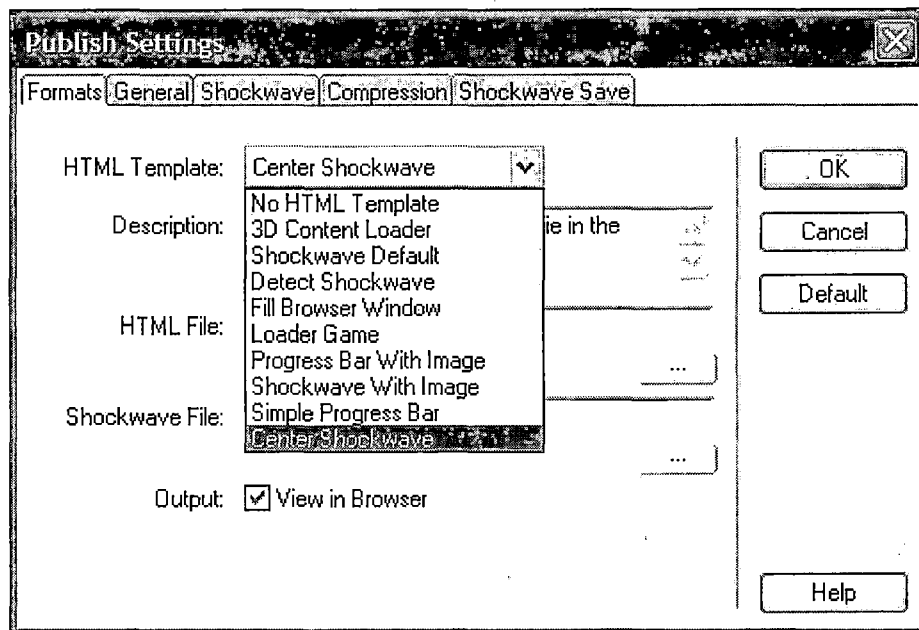 Publish Settings
Formats General Shockwave Compression Shockwave Save
HTML Template: Center Shockwave
No HTML Template
3D Content Loader
Shockwave Default
Detect Shockwave
Fill Browser Window
Loader Game
Progress Bar With Image
Shockwave With Image
Simple Progress Bar
Center Shockwave
Description: ie in the
HTML File:
...
Shockwave File:
...
Output: View in Browser
OK
Cancel
Default
Help